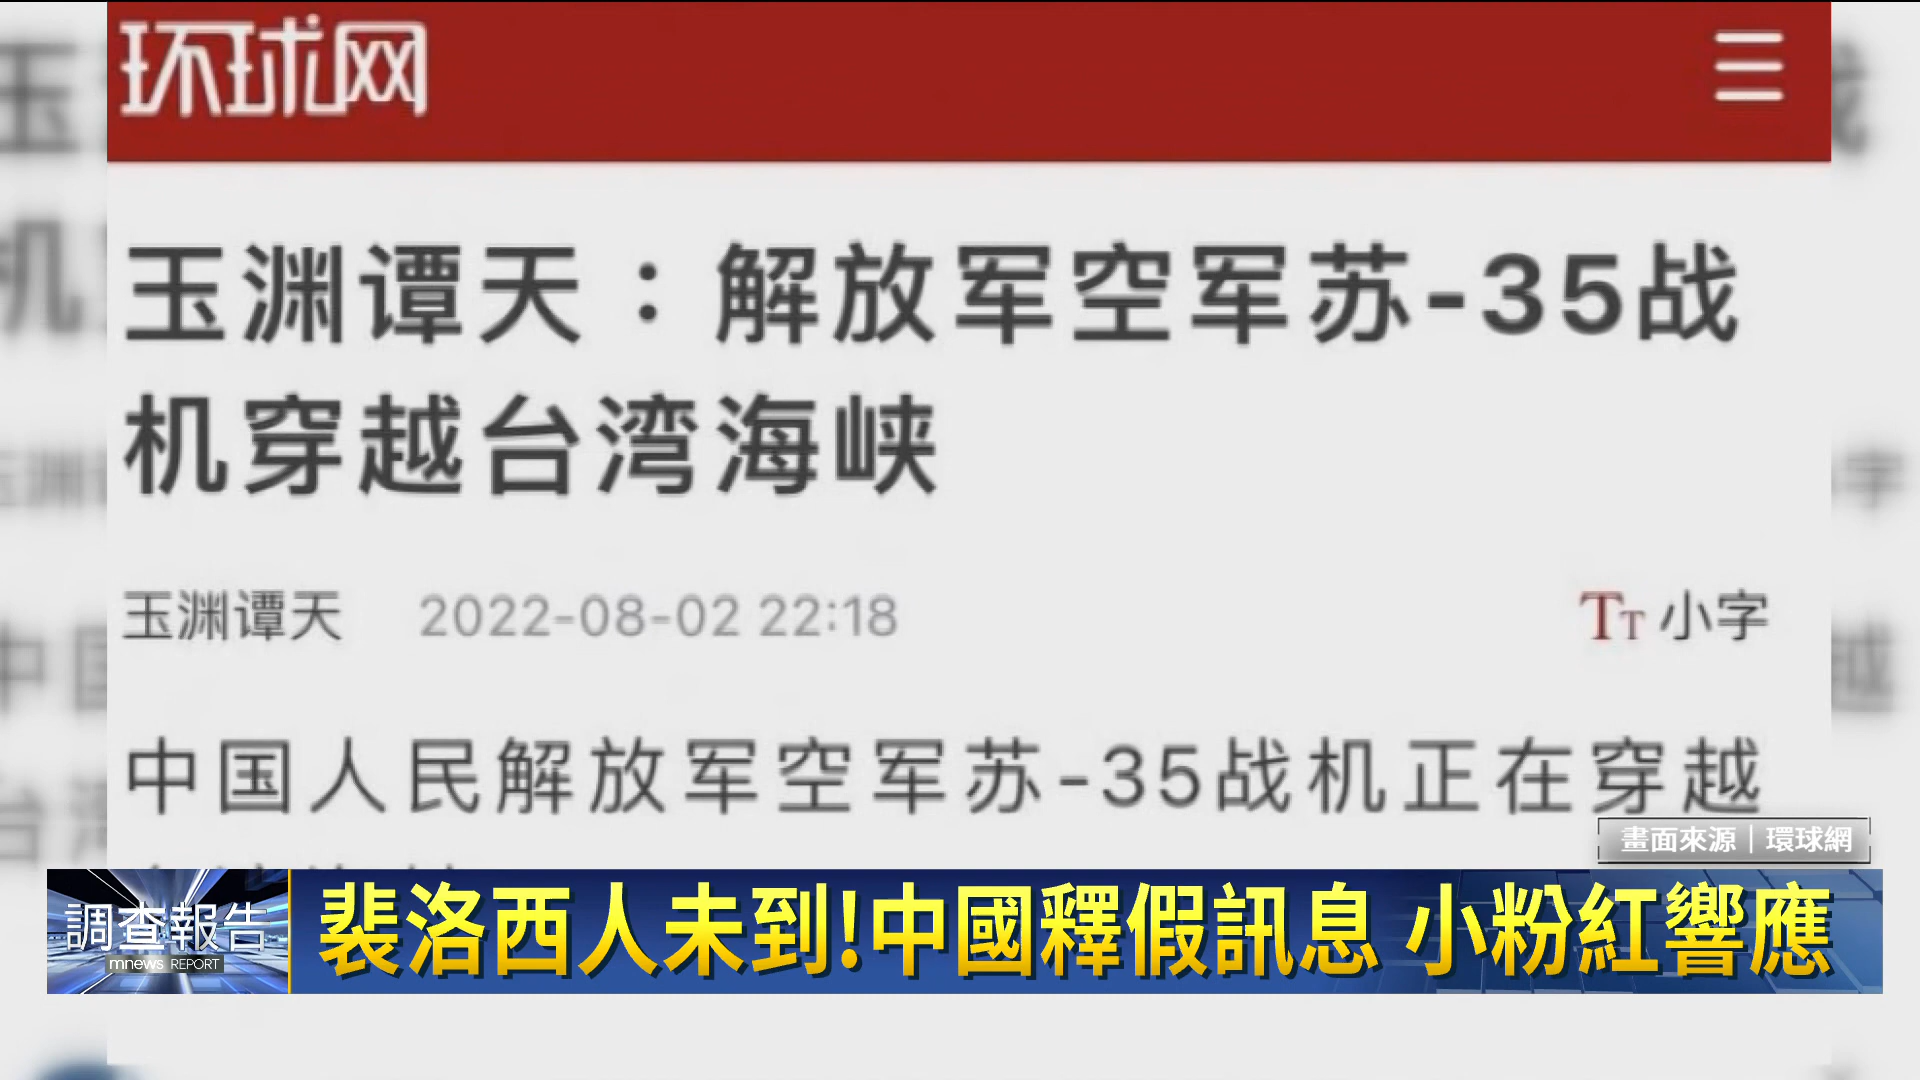 环球网
玉渊谭天：解放军空军苏-35战
机穿越台湾海峡
玉渊谭天 2022-08-02 22:18
TT 小字
中国人民解放军空军苏-35战机正在穿越
畫面來源｜環球網
調查報告
mnews REPORT
裴洛西人未到!中國釋假訊息 小粉紅響應